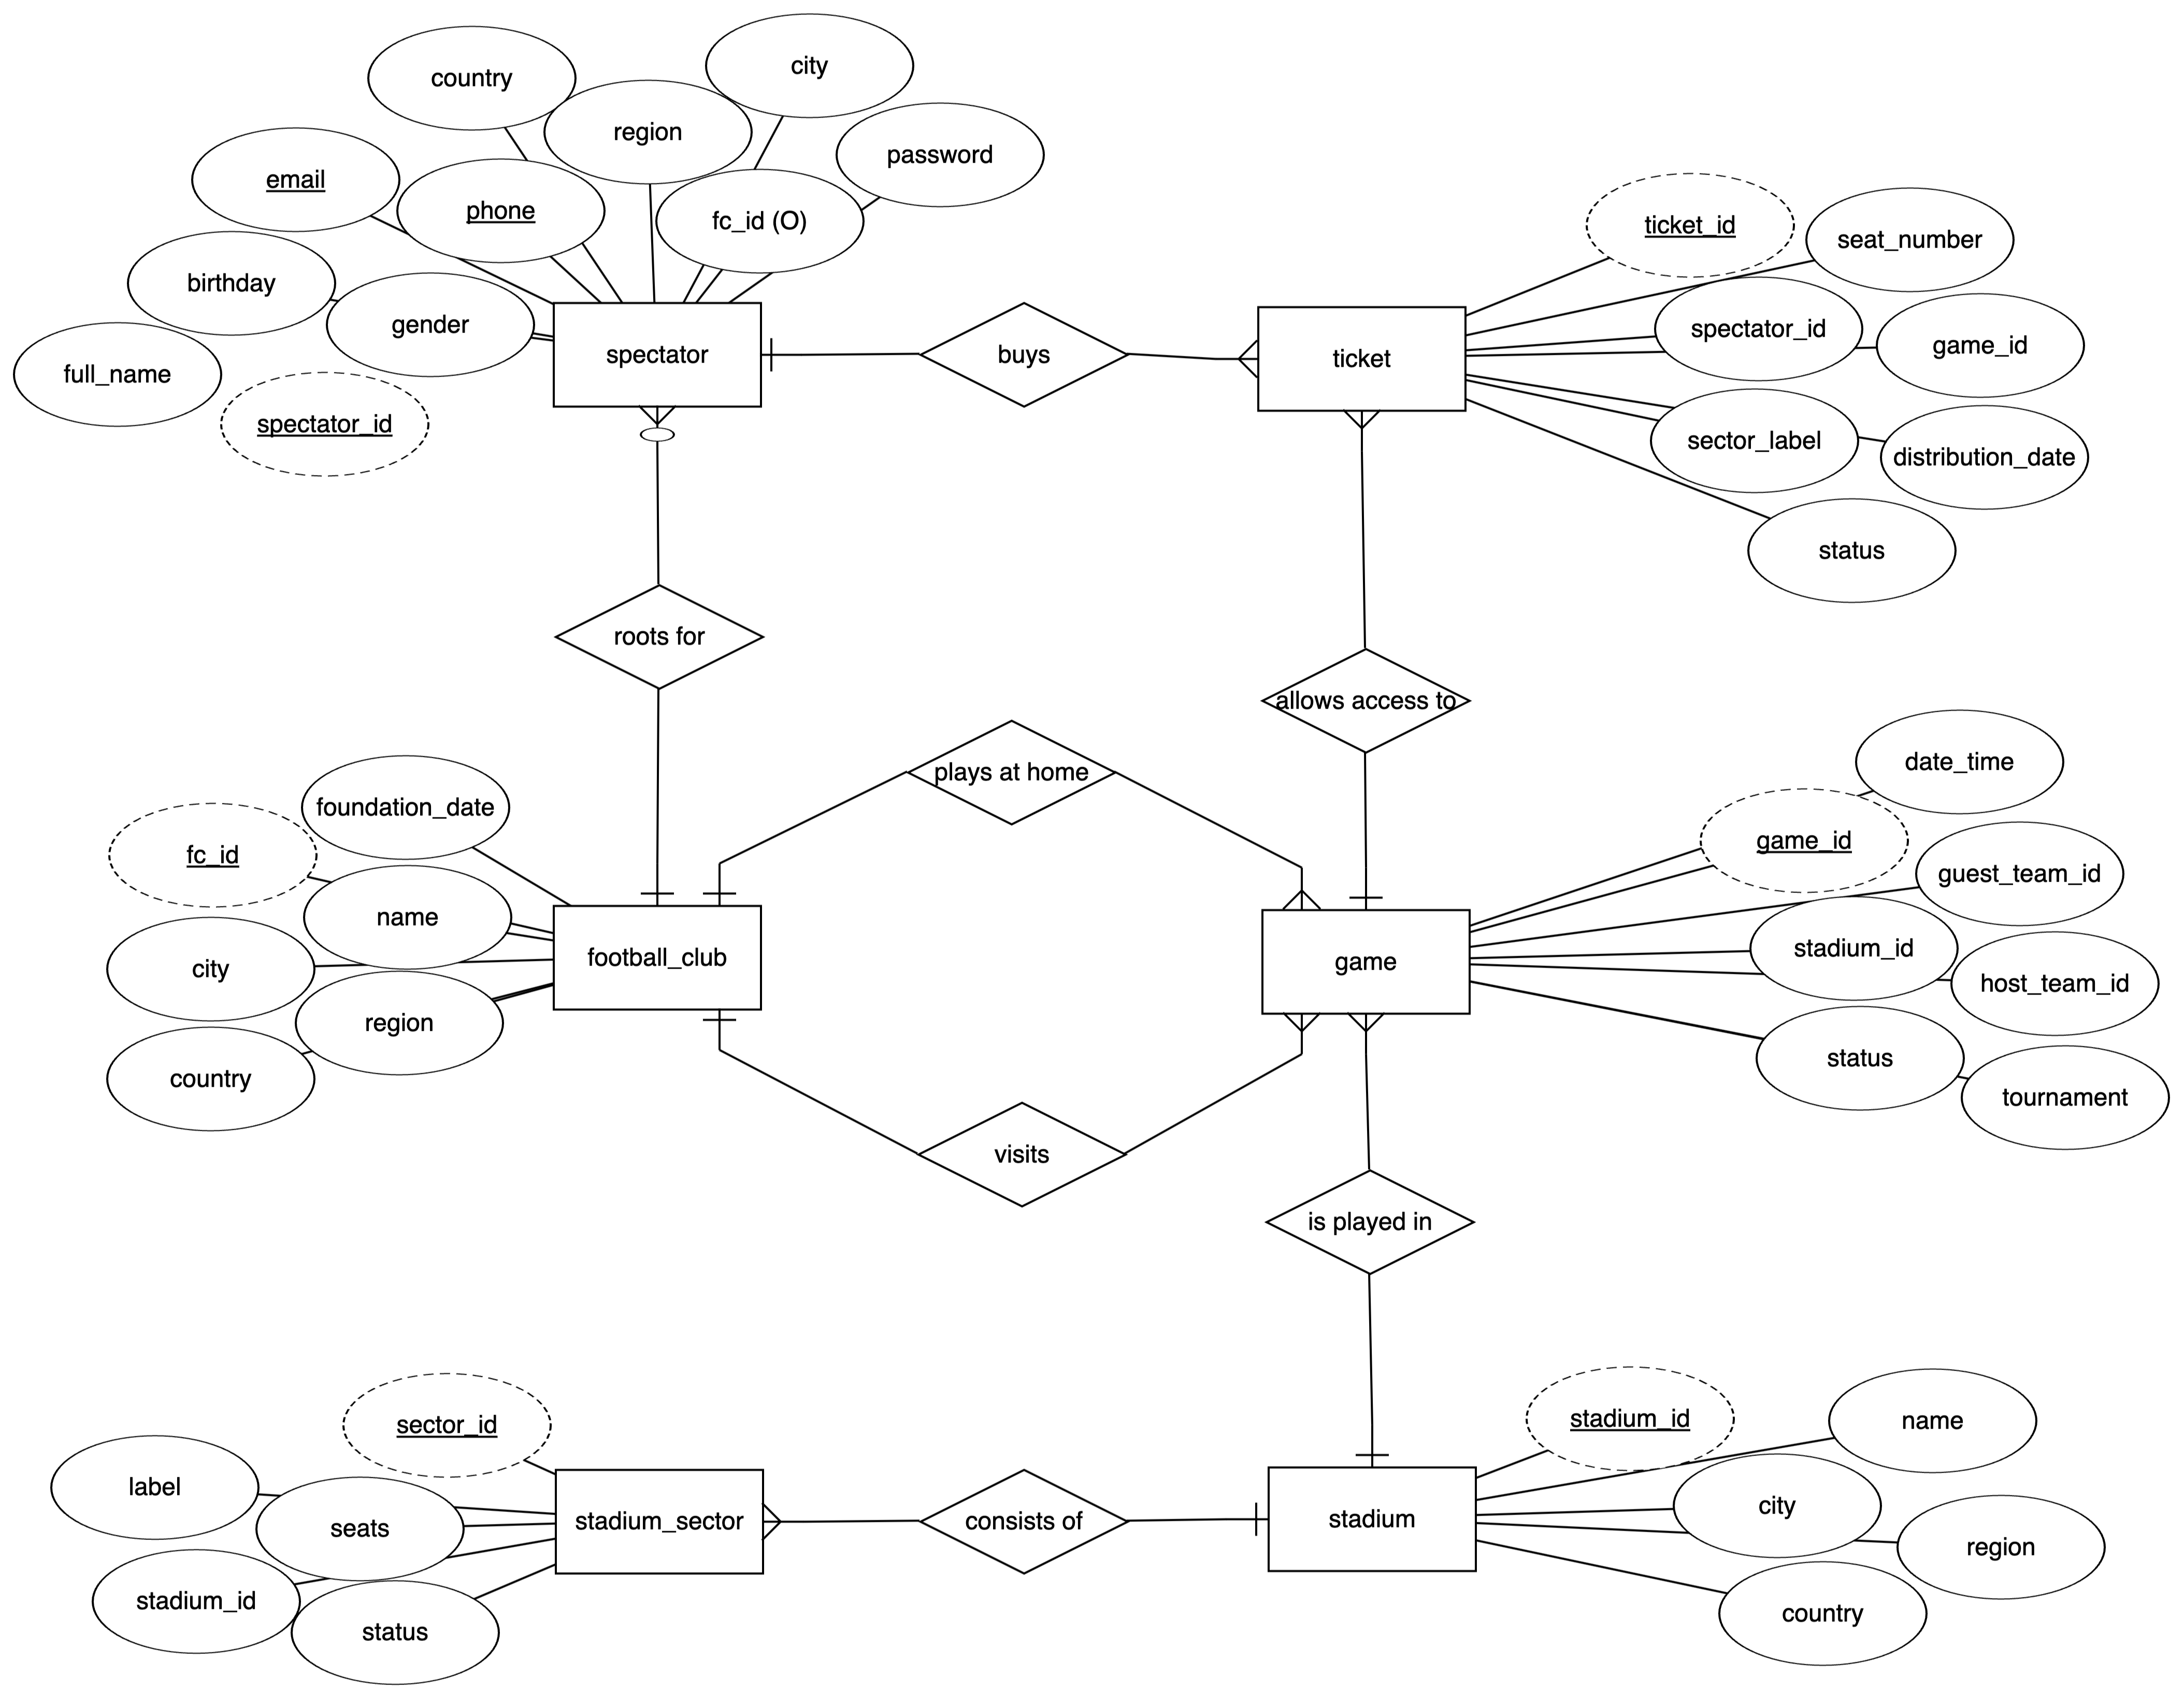 city
country
region
password
email
phone
fc_id (O)
ticket_id
seat_number
birthday
gender
spectator_id
game_id
spectator
buys
ticket
full_name
spectator_id
sector_label
distribution_date
status
roots for
allows access to
plays at home
date_time
foundation_date
fc_id
game_id
guest_team_id
name
stadium_id
football_club
game
city
host_team_id
region
status
country
tournament
visits
is played in
sector_id
stadium_id
name
label
seats
stadium_sector
consists of
stadium
city
region
stadium_id
status
country